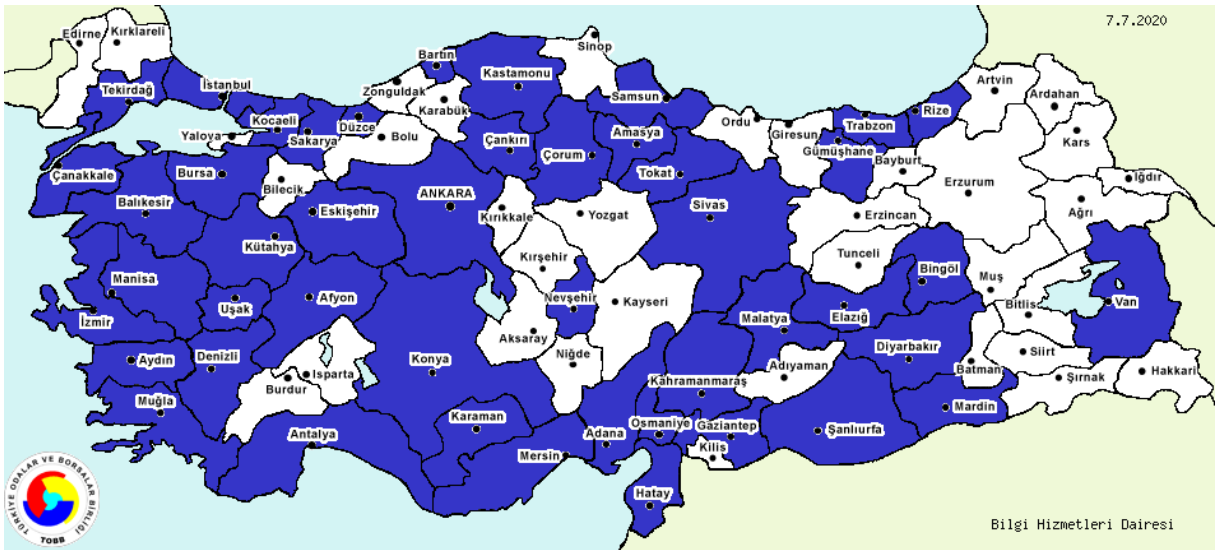 7.7.2020
Edirne
Kırklareli
Sinop
Bartın
Kastamonu
Zonguldak
Karabük
Tekirdağ
İstanbul
Samsun
Artvin
Ardahan
Kocaeli
Düzce
Sakarya
Yalova
Bolu
Çankırı
Amasya
Çorum
Ordu
Giresun
Trabzon
Rize
Gümüşhane
Bayburt
Kars
Çanakkale
Bursa
Bilecik
Tokat
Erzurum
Iğdır
Balıkesir
Eskişehir
ANKARA
Kırıkkale
Yozgat
Sivas
Erzincan
Ağrı
Kütahya
Kırşehir
Tunceli
Manisa
Uşak
Afyon
Nevşehir
Kayseri
Bingöl
Muş
Van
İzmir
Aksaray
Malatya
Elazığ
Bitlis
Aydın
Denizli
Isparta
Burdur
Konya
Niğde
Adıyaman
Diyarbakır
Batman
Siirt
Şırnak
Hakkari
Muğla
Kahramanmaraş
Antalya
Karaman
Mersin
Adana
Osmaniye
Gaziantep
Kilis
Şanlıurfa
Mardin
Hatay
TÜRKİYE ODALAR VE BORSALAR BİRLİĞİ
TOBB
Bilgi Hizmetleri Dairesi